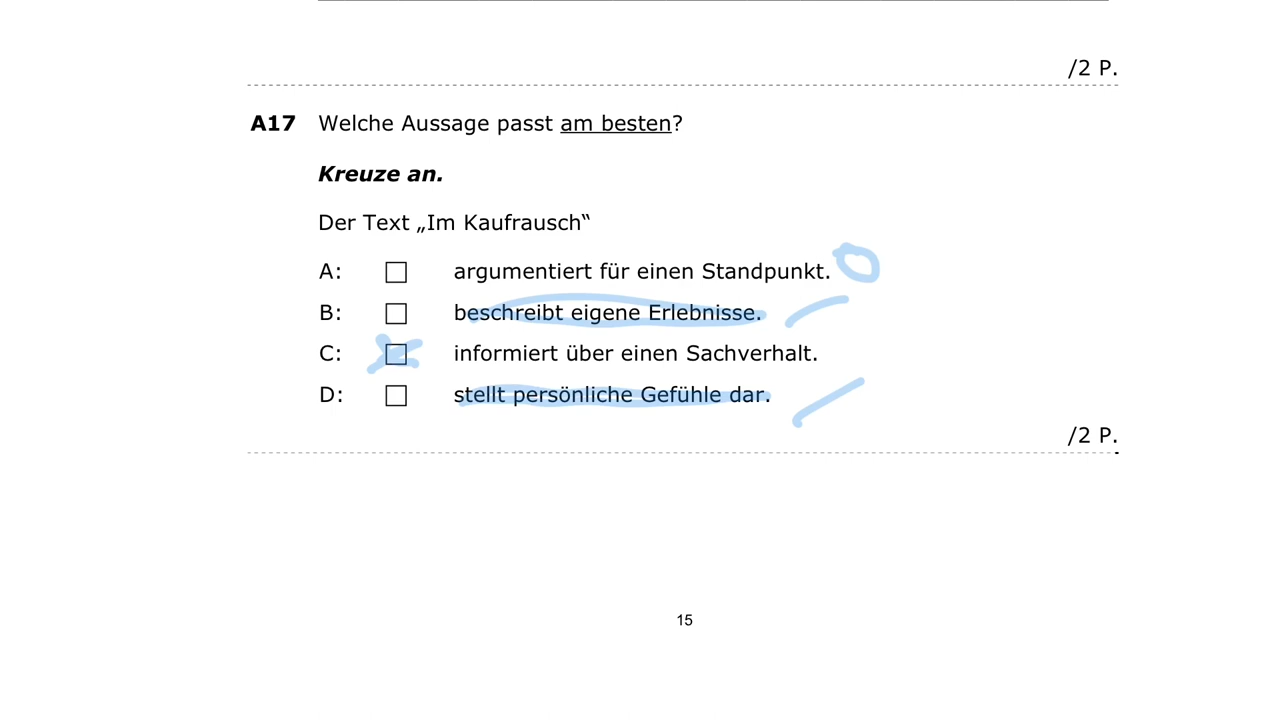 /2 P.
A17 Welche Aussage passt am besten?
Kreuze an.
Der Text „Im Kaufrausch“
A: argumentiert für einen Standpunkt.
B: beschreibt eigene Erlebnisse.
C: informiert über einen Sachverhalt.
D: stellt persönliche Gefühle dar.
/2 P.
15